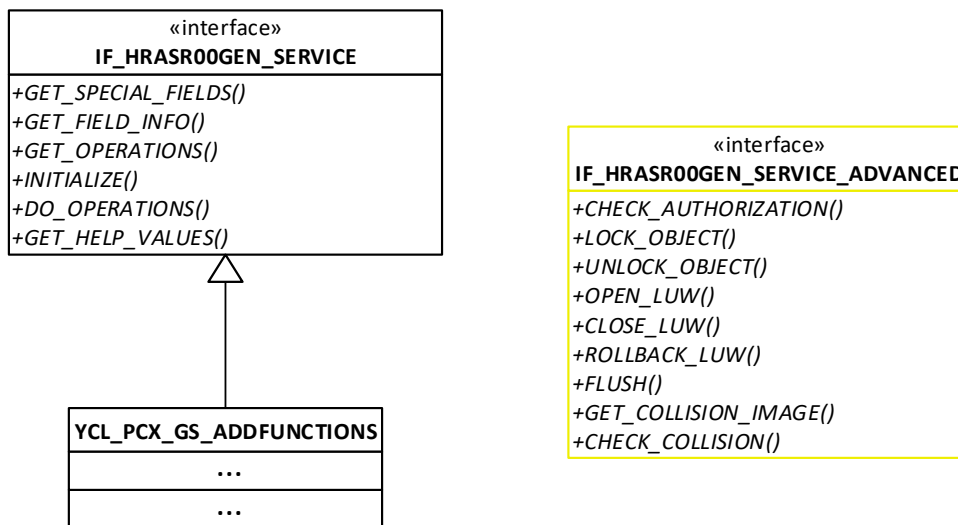 «interface»
IF_HRASR00GEN_SERVICE
+GET_SPECIAL_FIELDS()
+GET_FIELD_INFO()
+GET_OPERATIONS()
+INITIALIZE()
+DO_OPERATIONS()
+GET_HELP_VALUES()
YCL_PCX_GS_ADDFUNCTIONS
...
...
«interface»
IF_HRASR00GEN_SERVICE_ADVANCED
+CHECK_AUTHORIZATION()
+LOCK_OBJECT()
+UNLOCK_OBJECT()
+OPEN_LUW()
+CLOSE_LUW()
+ROLLBACK_LUW()
+FLUSH()
+GET_COLLISION_IMAGE()
+CHECK_COLLISION()